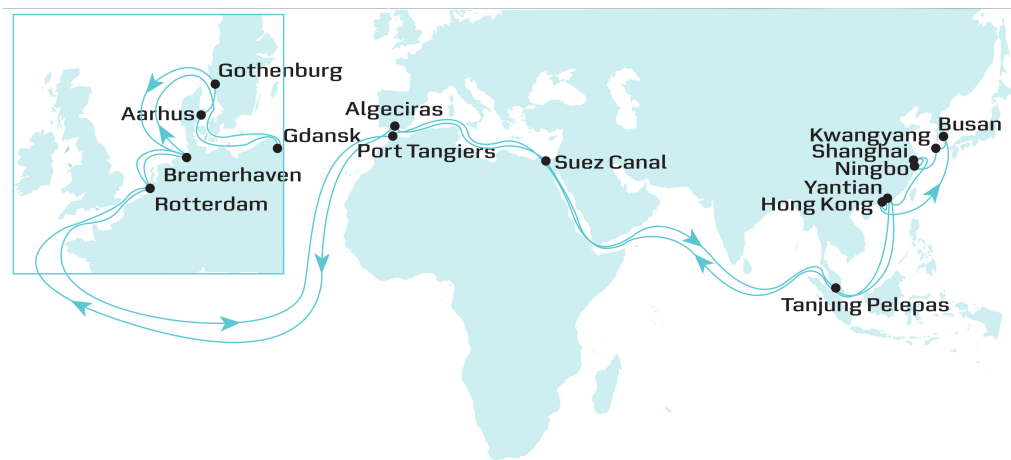 Gothenburg
Aarhus
Gdansk
Bremerhaven
Rotterdam
Algeciras
Port Tangiers
Suez Canal
Busan
Kwangyang
Shanghai
Ningbo
Yantian
Hong Kong
Tanjung Pelepas